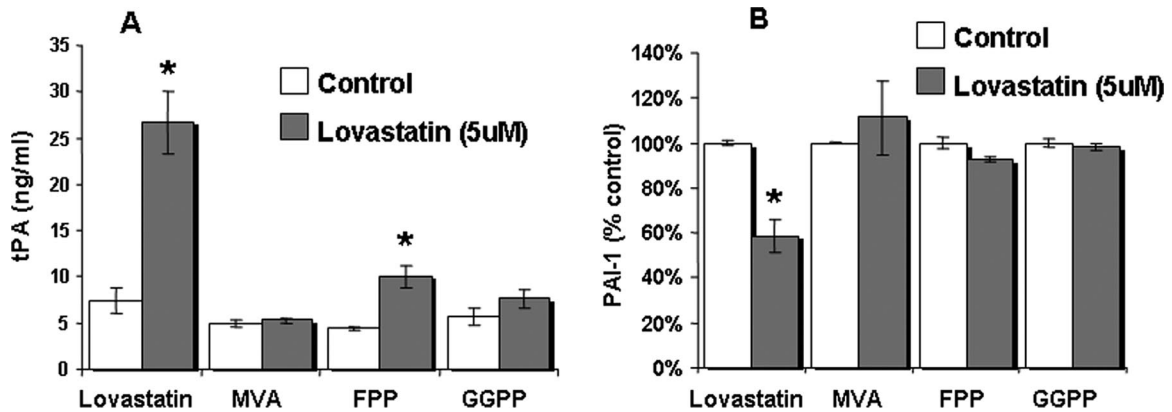 A
35
30
25
20
15
10
5
0
tPA (ng/ml)
*
*
Control
Lovastatin (5uM)
Lovastatin MVA FPP GGPP
B
140%
120%
100%
80%
60%
40%
20%
0%
PAI-1 (% control)
*
Control
Lovastatin (5uM)
Lovastatin MVA FPP GGPP